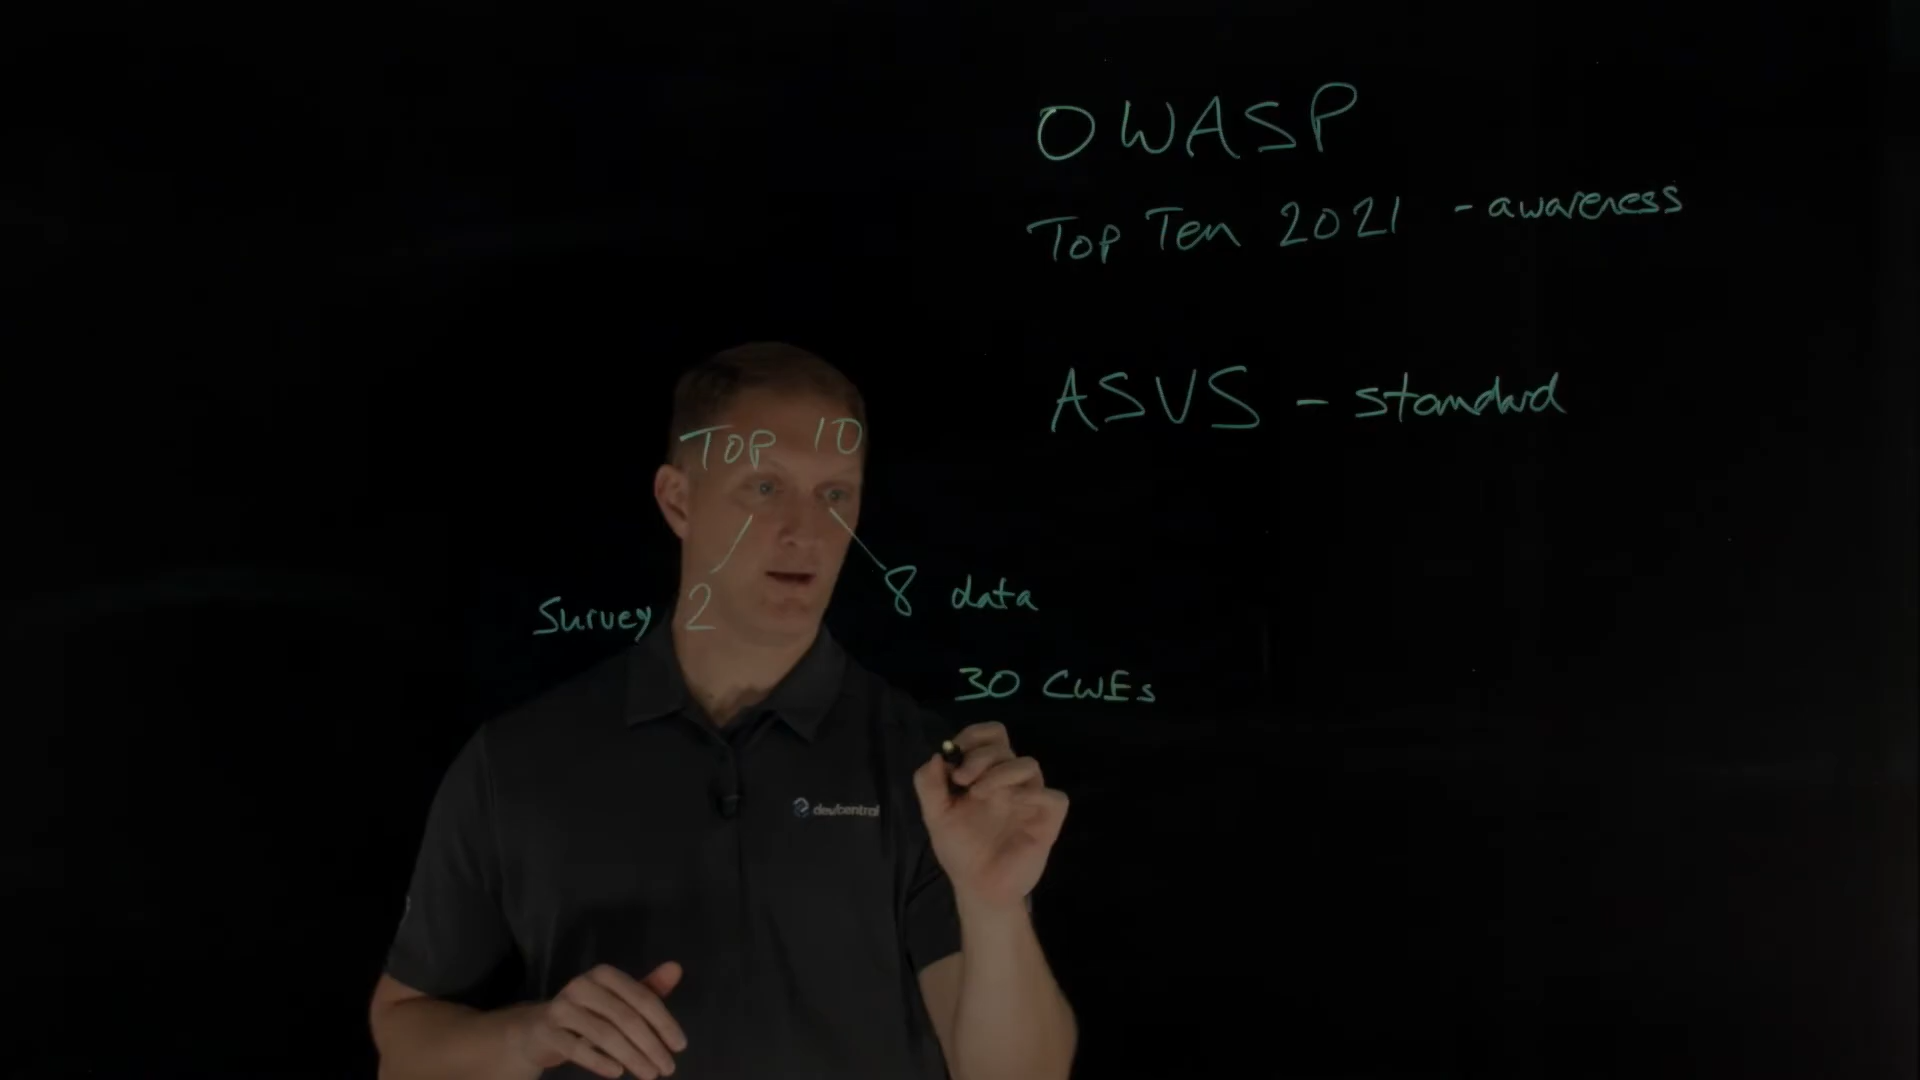 OWASP
Top Ten 2021 - awareness
ASVS - standard
TOP 10
Survey 2
8 data
30 CWEs
devcentral